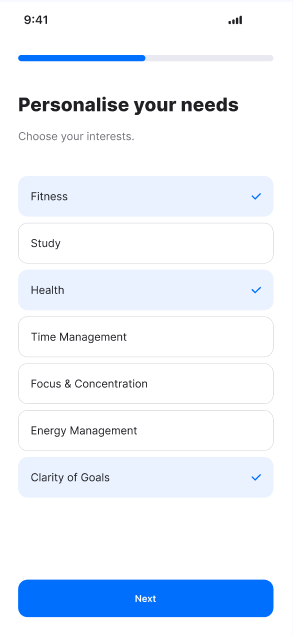 9:41
Personalise your needs
Choose your interests.
Fitness
Study
Health
Time Management
Focus & Concentration
Energy Management
Clarity of Goals
Next